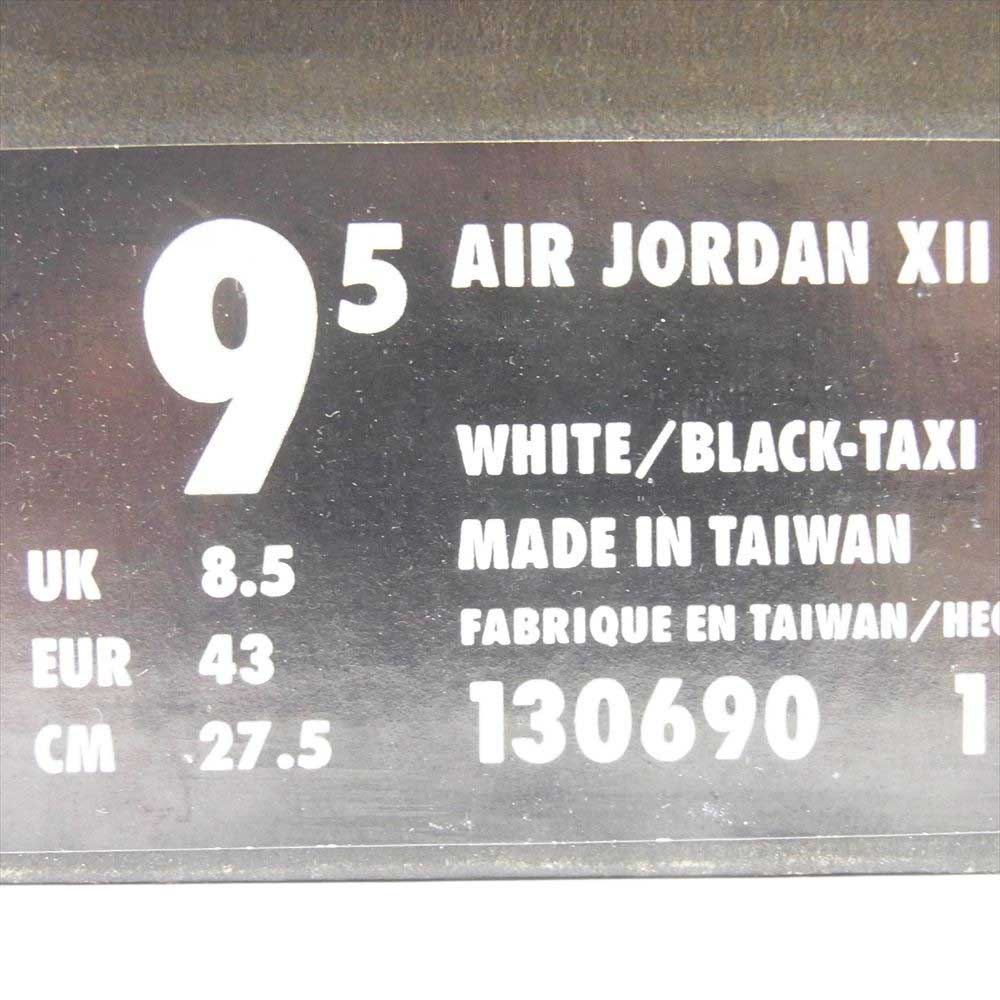 9 5
AIR JORDAN XII
WHITE/BLACK-TAXI
MADE IN TAIWAN
FABRIQUE EN TAIWAN/
130690 1
UK 8.5
EUR 43
CM 27.5